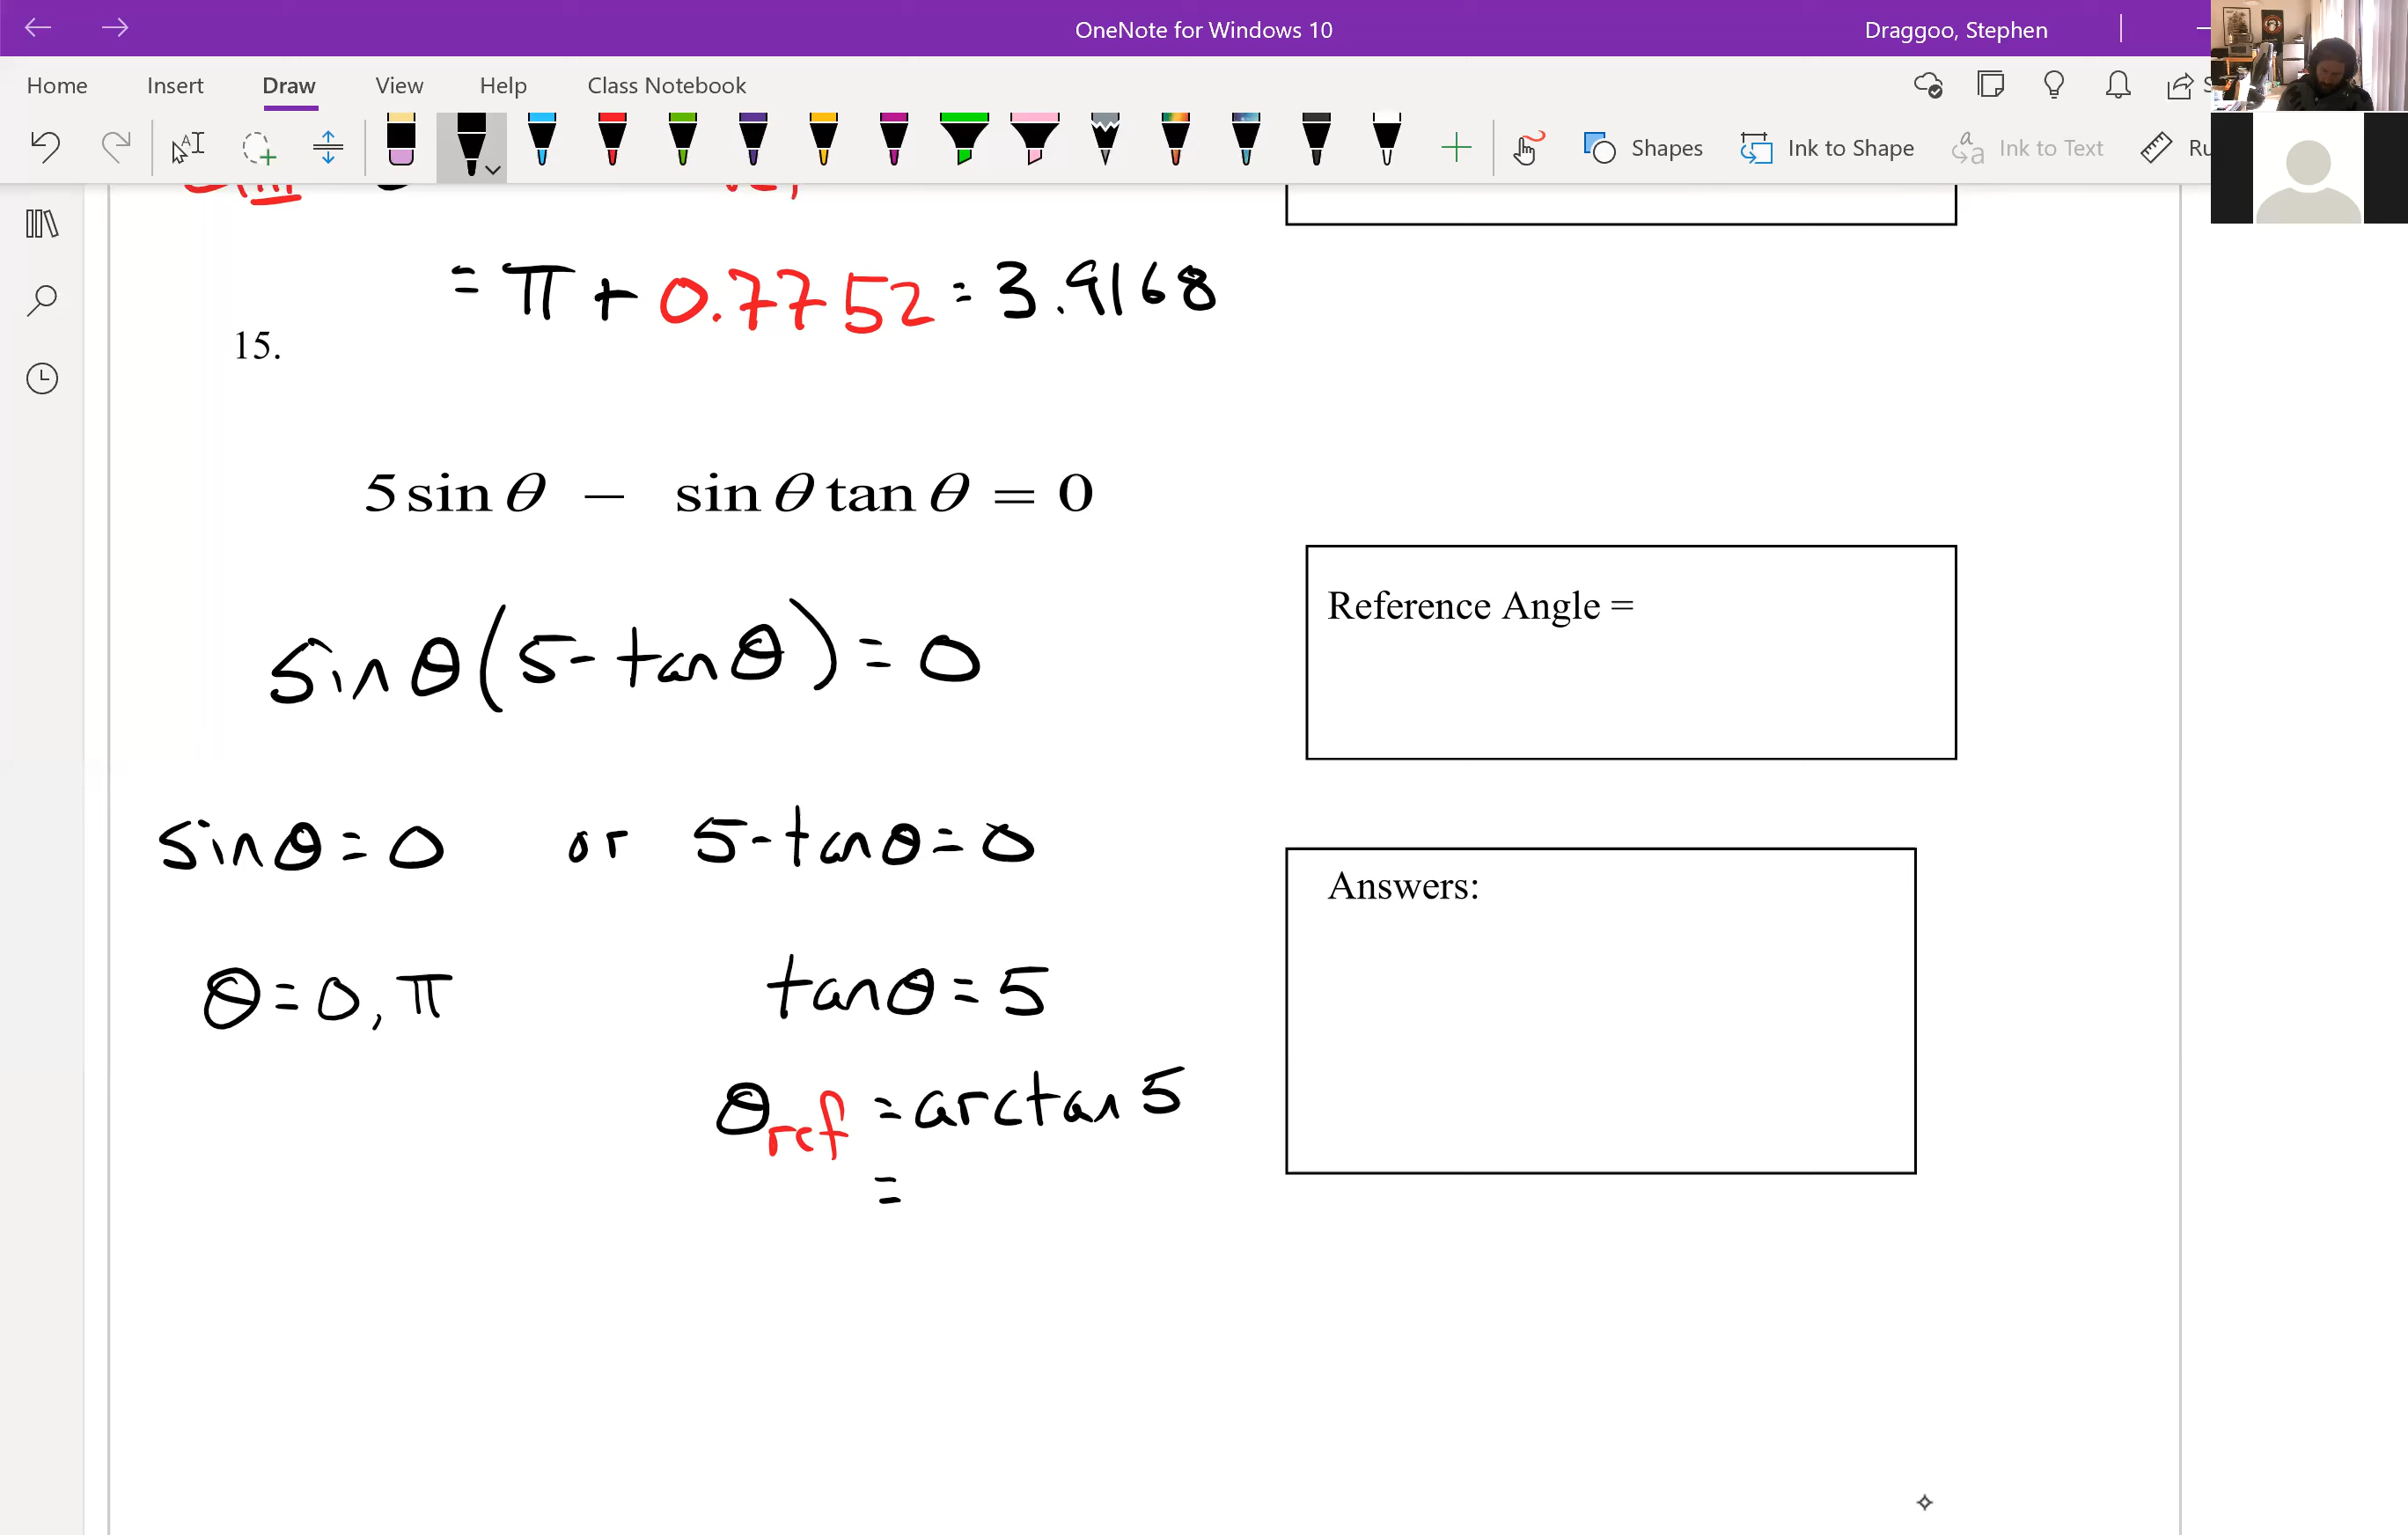 OneNote for Windows 10
Draggoo, Stephen
Home Insert Draw View Help Class Notebook
Shapes Ink to Shape Ink to Text Ru
= π + 0.7752 = 3.9168
15.
5 sin θ − sin θ tan θ = 0
sin θ(5 - tan θ) = 0
Reference Angle =
sin θ = 0 or 5 - tan θ = 0
Answers:
θ = 0, π
tan θ = 5
θref = arctan 5
=